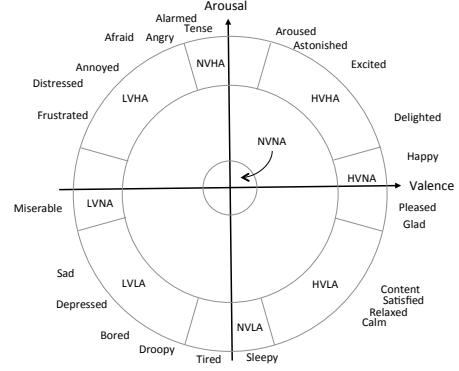 Arousal
Alarmed
Tense
Afraid
Angry
Aroused
Astonished
Annoyed
NVHA
Excited
Distressed
LVHA
HVHA
Frustrated
Delighted
NVNA
Happy
HVNA
Valence
Miserable
LVNA
Pleased
Glad
Sad
LVLA
HVLA
Content
Satisfied
Depressed
Relaxed
Calm
NVLA
Bored
Droopy
Tired
Sleepy